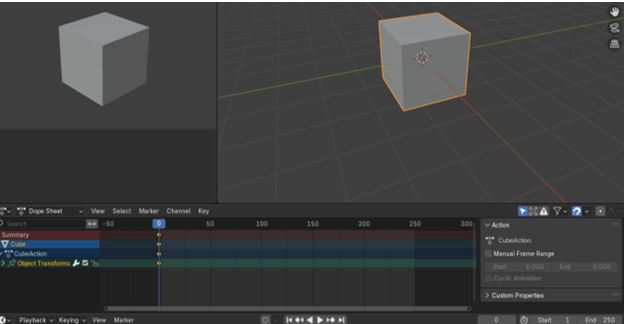 Dope Sheet View Select Marker Channel Key
Search -50 0 50 100 150 200 250 300
Summary
Cube
CubeAction
Object Transforms
Action
CubeAction
Manual Frame Range
Start 0.000 End 0.000
Cyclic Animation
Custom Properties
Playback Keying View Marker 0 Start 1 End 250